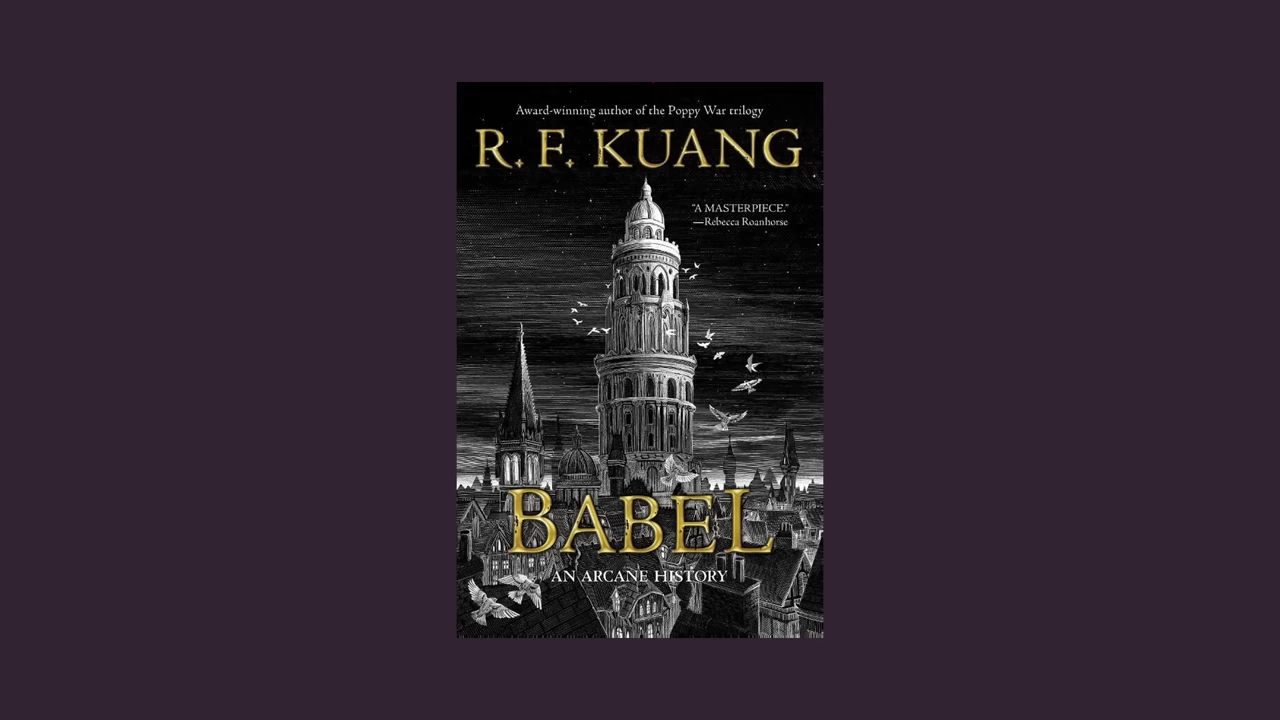 Award-winning author of the Poppy War trilogy
R. F. KUANG
"A MASTERPIECE."
—Rebecca Roanhorse
BABEL
AN ARCANE HISTORY